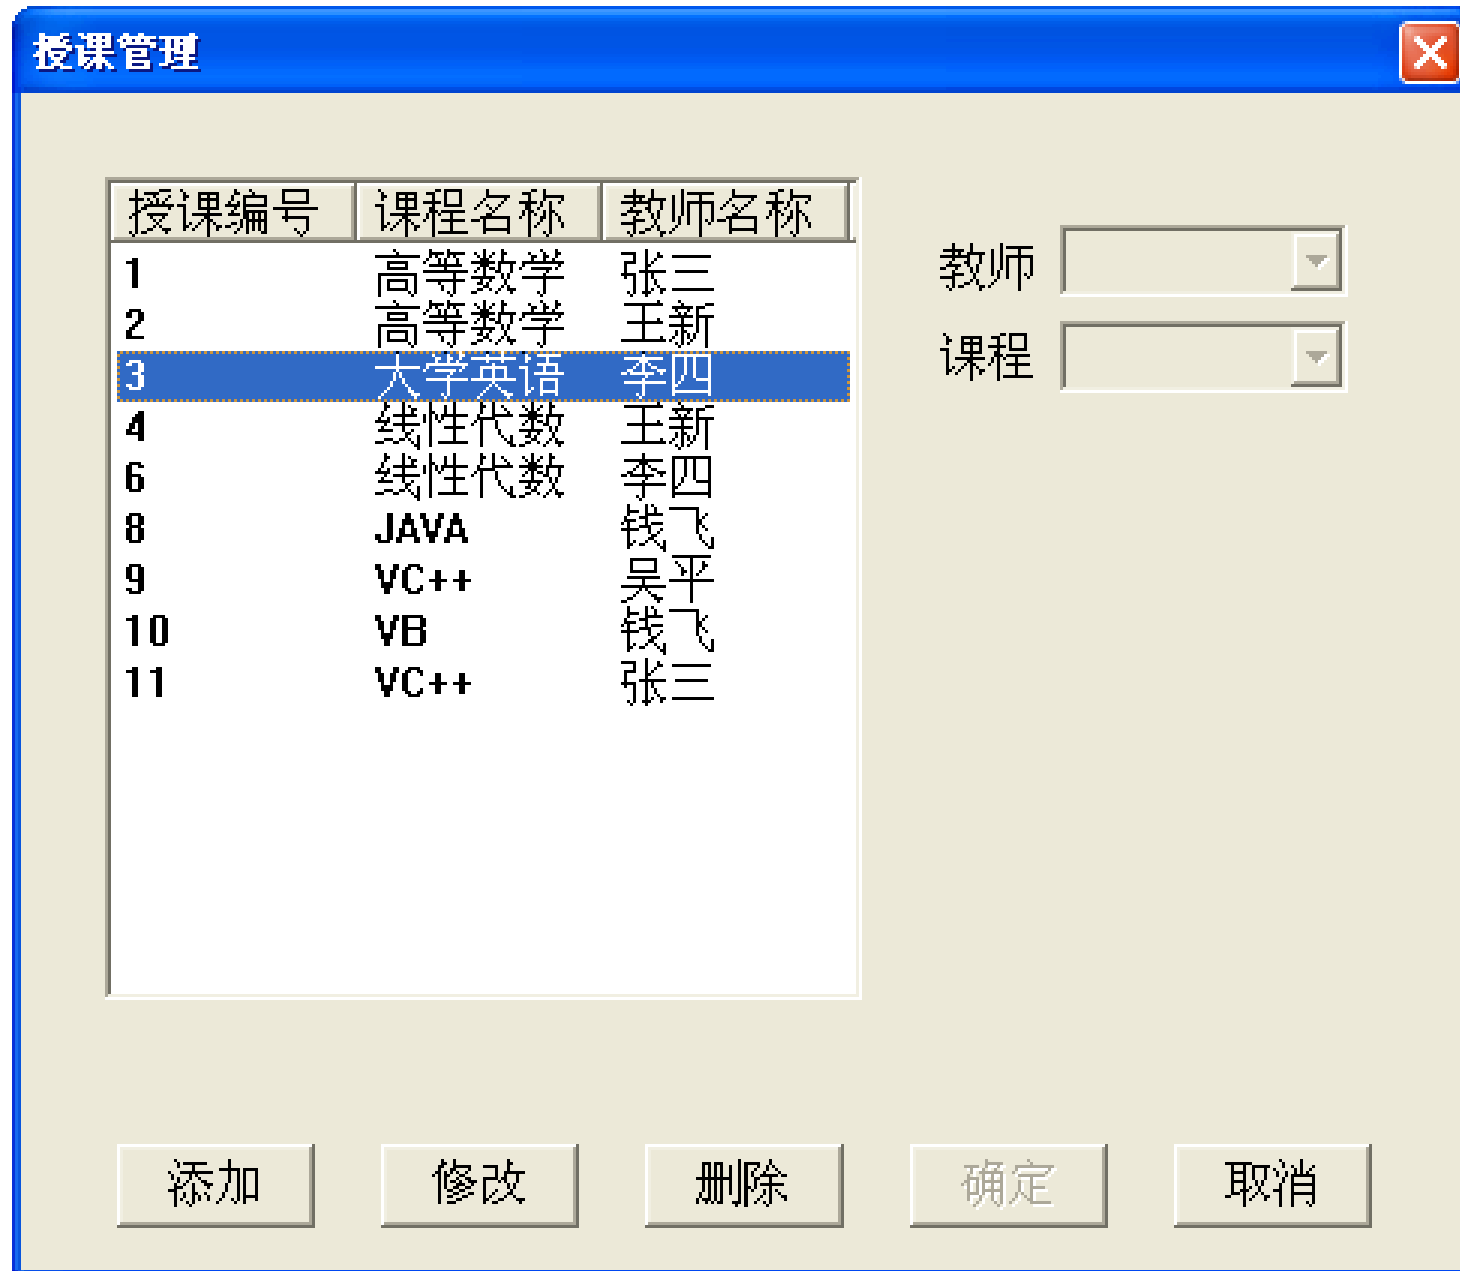 授课管理
授课编号 课程名称 教师名称
1 高等数学 张三
2 高等数学 王新
3 大学英语 李四
4 线性代数 王新
6 线性代数 李四
8 JAVA 钱飞
9 VC++ 吴平
10 VB 钱飞
11 VC++ 张三
教师
课程
添加 修改 删除 确定 取消